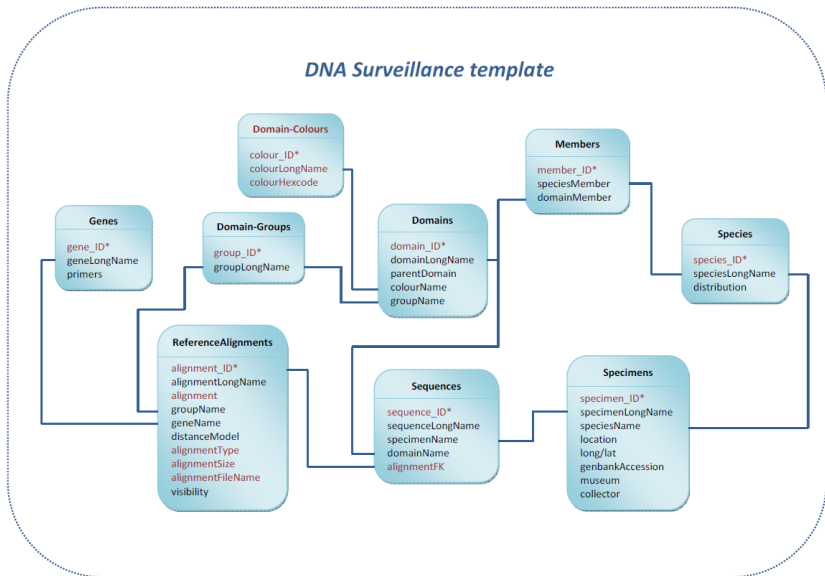 DNA Surveillance template
Domain-Colours
colour_ID*
colourLongName
colourHexcode
Members
member_ID*
speciesMember
domainMember
Genes
gene_ID*
geneLongName
primers
Domain-Groups
group_ID*
groupLongName
Domains
domain_ID*
domainLongName
parentDomain
colourName
groupName
Species
species_ID*
speciesLongName
distribution
ReferenceAlignments
alignment_ID*
alignmentLongName
alignment
groupName
geneName
distanceModel
alignmentType
alignmentSize
alignmentFileName
visibility
Sequences
sequence_ID*
sequenceLongName
specimenName
domainName
alignmentFK
Specimens
specimen_ID*
specimenLongName
speciesName
location
long/lat
genbankAccession
museum
collector